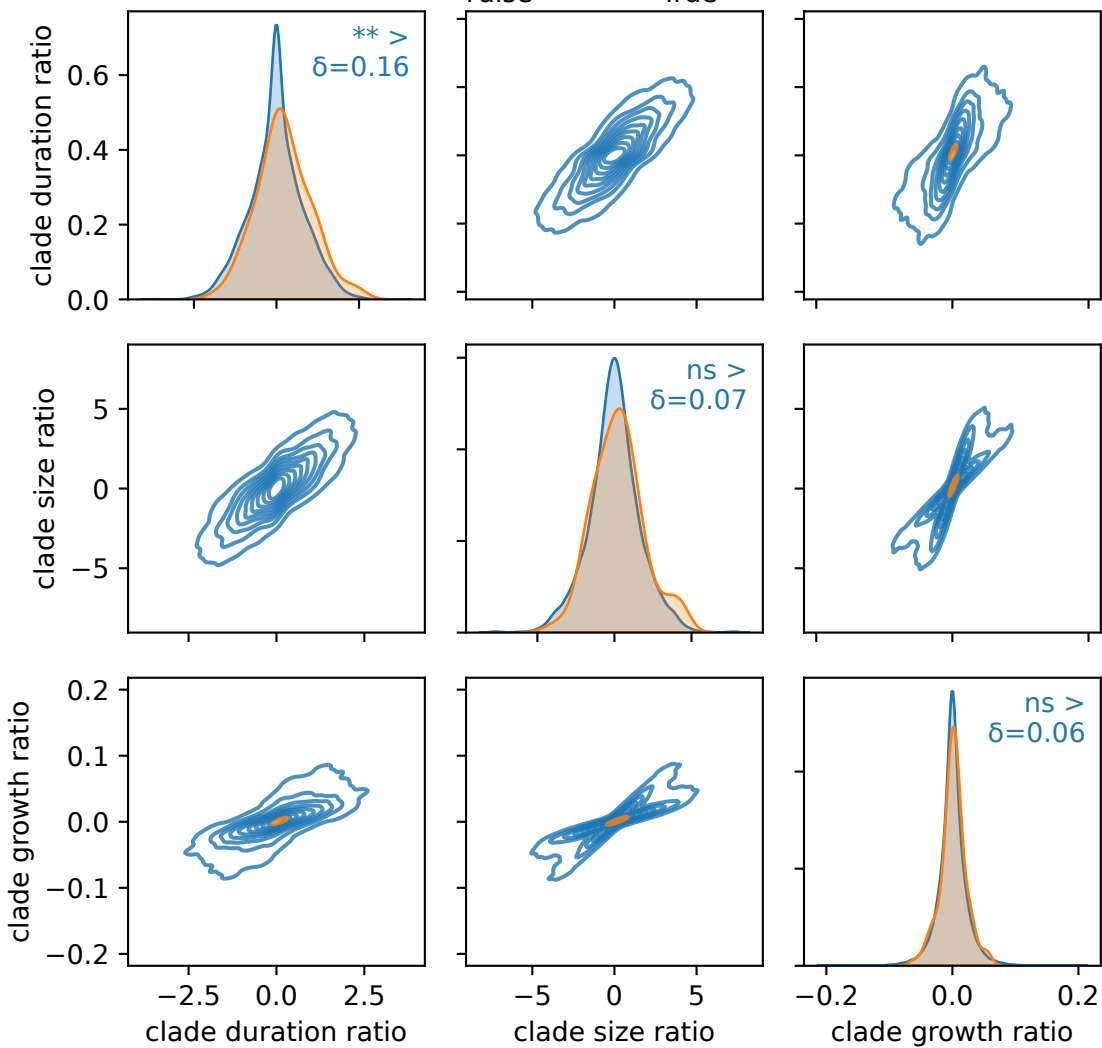 False True
** >
δ=0.16
clade duration ratio
0.6
0.4
0.2
0.0
ns >
δ=0.07
clade size ratio
5
0
−5
ns >
δ=0.06
clade growth ratio
0.2
0.1
0.0
−0.1
−0.2
−2.5 0.0 2.5
−5 0 5
−0.2 0.0 0.2
clade duration ratio
clade size ratio
clade growth ratio